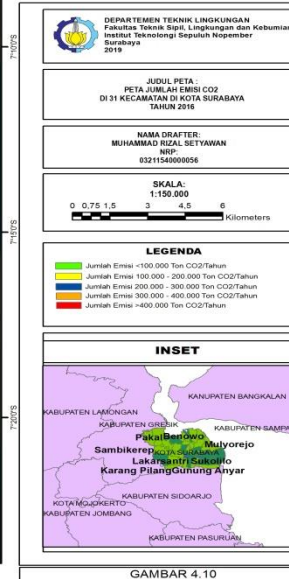 DEPARTEMEN TEKNIK LINGKUNGAN
Fakultas Teknik Sipil, Lingkungan dan Kebumian
Institut Teknologi Sepuluh Nopember
Surabaya
2019
JUDUL PETA :
PETA JUMLAH EMISI CO2
DI 31 KECAMATAN DI KOTA SURABAYA
TAHUN 2016
NAMA DRAFTER:
MUHAMMAD RIZAL SETYAWAN
NRP:
03211540000056
SKALA:
1:150.000
0 0,75 1,5 3 4,5 6
Kilometers
LEGENDA
Jumlah Emisi <100.000 Ton CO2/Tahun
Jumlah Emisi 100.000 - 200.000 Ton CO2/Tahun
Jumlah Emisi 200.000 - 300.000 Ton CO2/Tahun
Jumlah Emisi 300.000 - 400.000 Ton CO2/Tahun
Jumlah Emisi >400.000 Ton CO2/Tahun
INSET
KANUPATEN BANGKALAN
KABUPATEN LAMONGAN
KABUPATEN GRESIK
KABUPATEN SAMPA
Pakal Benowo
Mulyorejo
Sambikerep
KOTA SURABAYA
Lakarsantri Sukolilo
Karang Pilang Gunung Anyar
KABUPATEN SIDOARJO
KOTA MOJOKERTO
KABUPATEN JOMBANG
KABUPATEN PASURUAN
GAMBAR 4.10
7°10'0"S
7°15'0"S
7°20'0"S